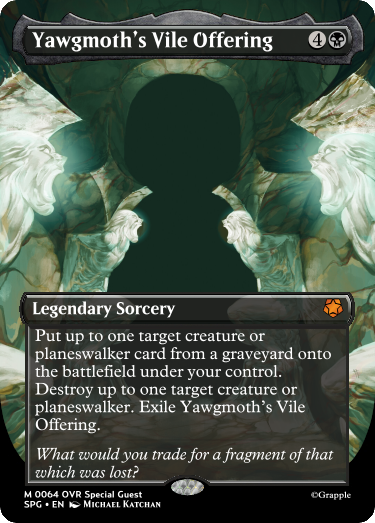 Yawgmoth's Vile Offering 4
Legendary Sorcery
Put up to one target creature or
planeswalker card from a graveyard onto
the battlefield under your control.
Destroy up to one target creature or
planeswalker. Exile Yawgmoth's Vile
Offering.
What would you trade for a fragment of that
which was lost?
M 0064 OVR Special Guest
SPG • EN Michael Katchan
©Grapple